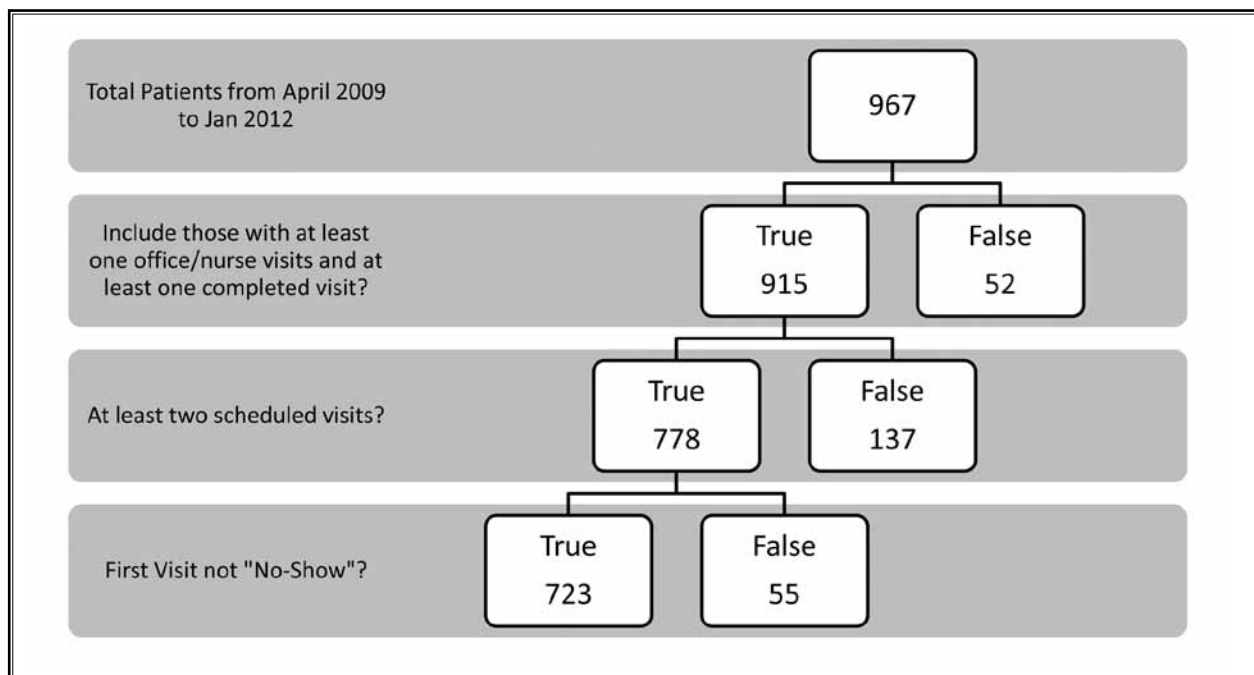 Total Patients from April 2009
to Jan 2012
967
Include those with at least
one office/nurse visits and at
least one completed visit?
True
915
False
52
At least two scheduled visits?
True
778
False
137
First Visit not "No-Show"?
True
723
False
55